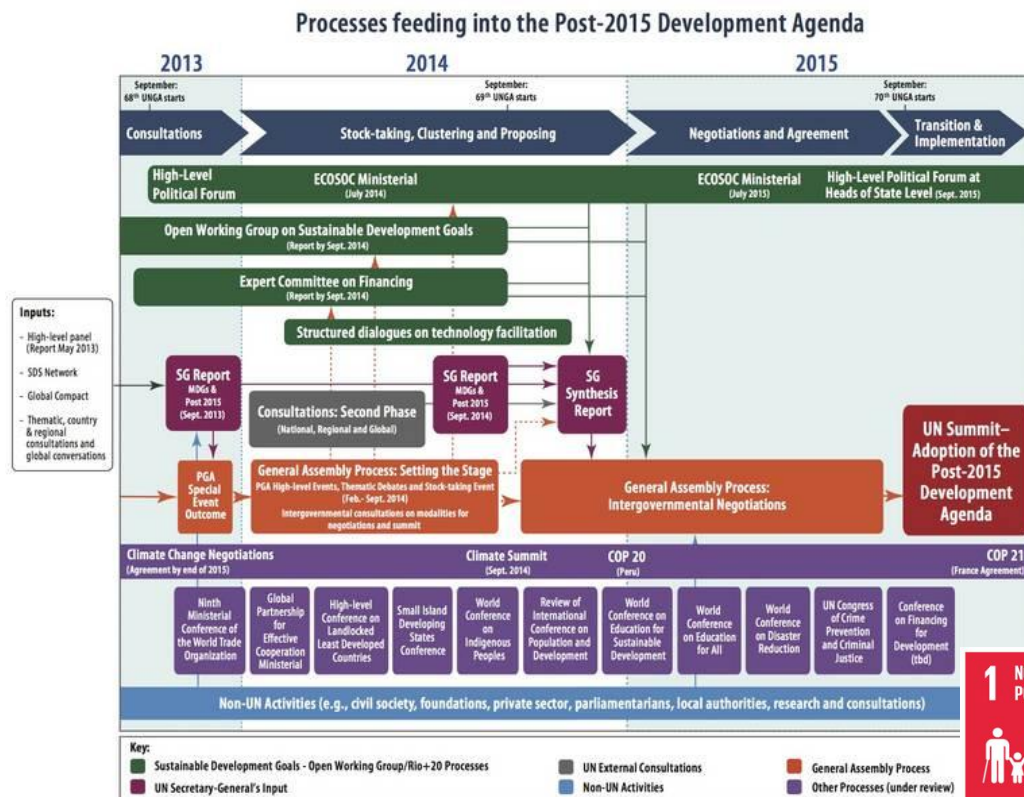 Processes feeding into the Post-2015 Development Agenda
2013
2014
2015
September:
68th UNGA starts
September:
69th UNGA starts
September:
70th UNGA starts
Consultations
Stock-taking, Clustering and Proposing
Negotiations and Agreement
Transition &
Implementation
High-Level
Political Forum
ECOSOC Ministerial
(July 2014)
ECOSOC Ministerial
(July 2015)
High-Level Political Forum at
Heads of State Level (Sept. 2015)
Open Working Group on Sustainable Development Goals
(Report by Sept. 2014)
Expert Committee on Financing
(Report by Sept. 2014)
Structured dialogues on technology facilitation
Inputs:
- High-level panel
(Report May 2013)
- SDS Network
- Global Compact
- Thematic, country
& regional
consultations and
global conversations
SG Report
MDGs &
Post 2015
(Sept. 2013)
Consultations: Second Phase
(National, Regional and Global)
SG Report
MDGs &
Post 2015
(Sept. 2014)
SG
Synthesis
Report
PGA
Special
Event
Outcome
General Assembly Process: Setting the Stage
PGA High-level Events, Thematic Debates and Stock-taking Event
(Feb.- Sept. 2014)
Intergovernmental consultations on modalities for
negotiations and summit
General Assembly Process:
Intergovernmental Negotiations
UN Summit–
Adoption of the
Post-2015
Development
Agenda
Climate Change Negotiations
(Agreement by end of 2015)
Climate Summit
(Sept. 2014)
COP 20
(Peru)
COP 21
(France Agreement)
Ninth
Ministerial
Conference of
the World Trade
Organization
Global
Partnership
for
Effective
Cooperation
Ministerial
High-level
Conference on
Landlocked
Least Developed
Countries
Small Island
Developing
States
Conference
World
Conference
on
Indigenous
Peoples
Review of
International
Conference on
Population and
Development
World
Conference on
Education for
Sustainable
Development
World
Conference
on Education
for All
World
Conference
on Disaster
Reduction
UN Congress
of Crime
Prevention
and Criminal
Justice
Conference
on Financing
for
Development
(tbd)
Non-UN Activities (e.g., civil society, foundations, private sector, parliamentarians, local authorities, research and consultations)
1
Key:
Sustainable Development Goals - Open Working Group/Rio+20 Processes
UN Secretary-General's Input
UN External Consultations
Non-UN Activities
General Assembly Process
Other Processes (under review)